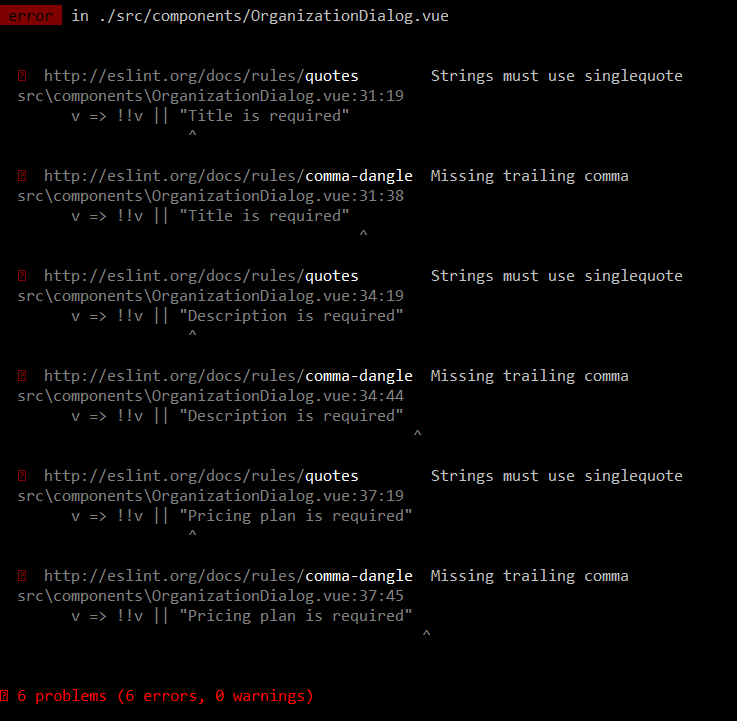 error in ./src/components/OrganizationDialog.vue
http://eslint.org/docs/rules/quotes Strings must use singlequote
src\components\OrganizationDialog.vue:31:19
v => !!v || "Title is required"
^
http://eslint.org/docs/rules/comma-dangle Missing trailing comma
src\components\OrganizationDialog.vue:31:38
v => !!v || "Title is required"
^
http://eslint.org/docs/rules/quotes Strings must use singlequote
src\components\OrganizationDialog.vue:34:19
v => !!v || "Description is required"
^
http://eslint.org/docs/rules/comma-dangle Missing trailing comma
src\components\OrganizationDialog.vue:34:44
v => !!v || "Description is required"
^
http://eslint.org/docs/rules/quotes Strings must use singlequote
src\components\OrganizationDialog.vue:37:19
v => !!v || "Pricing plan is required"
^
http://eslint.org/docs/rules/comma-dangle Missing trailing comma
src\components\OrganizationDialog.vue:37:45
v => !!v || "Pricing plan is required"
^
6 problems (6 errors, 0 warnings)